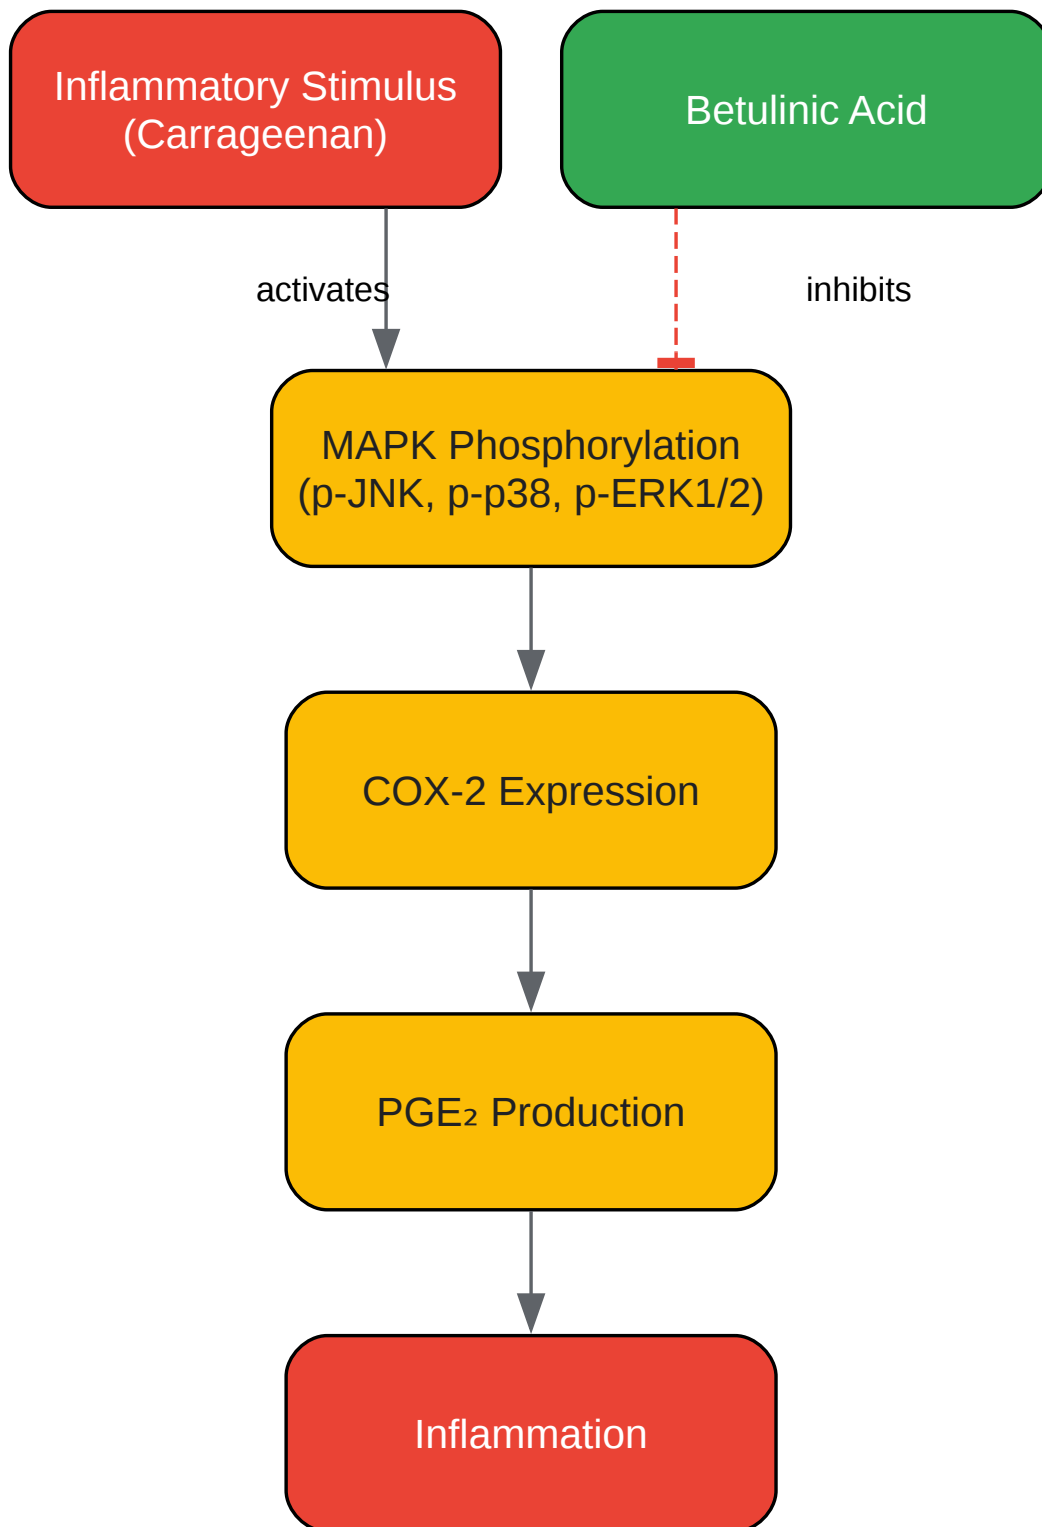 Inflammatory Stimulus
(Carrageenan)
Betulinic Acid
activates
inhibits
MAPK Phosphorylation
(p-JNK, p-p38, p-ERK1/2)
COX-2 Expression
PGE₂ Production
Inflammation